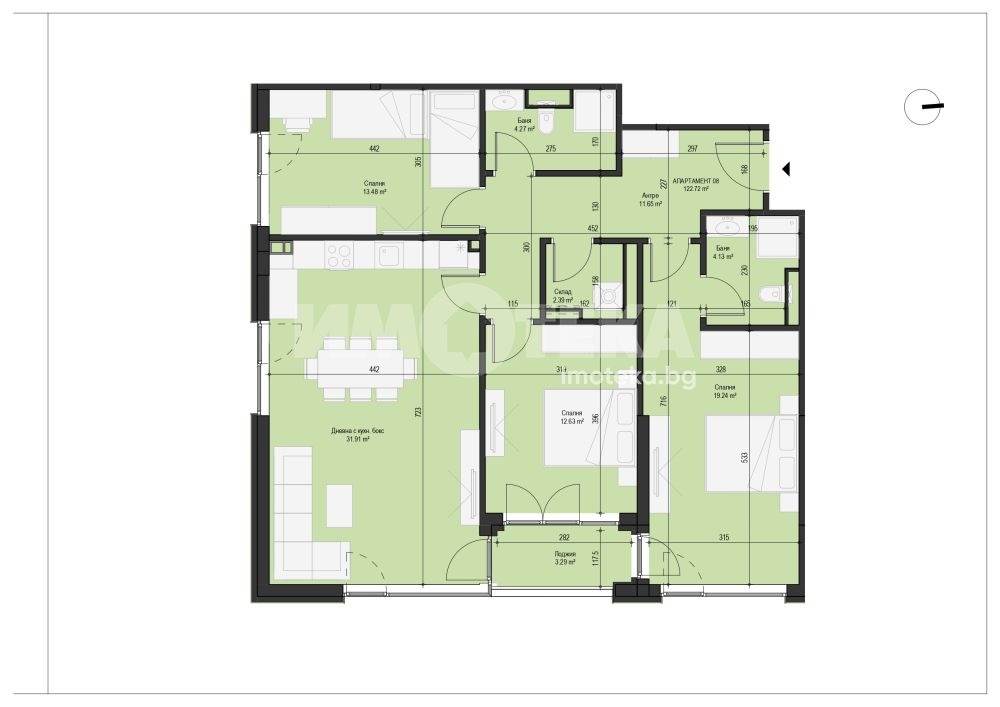 Баня
4.27 m²
275
170
442
305
Спалня
13.48 m²
297
168
227
АПАРТАМЕНТ 08
122.72 m²
Антре
11.65 m²
130
452
300
195
Баня
4.13 m²
230
165
Склад
2.39 m²
158
162
115
121
ИМОТЕКА
imoteka.bg
442
723
Дневна с кухн. бокс
31.91 m²
Спалня
12.63 m²
396
328
Спалня
19.24 m²
716
533
282
315
Лоджия
3.29 m²
117.5